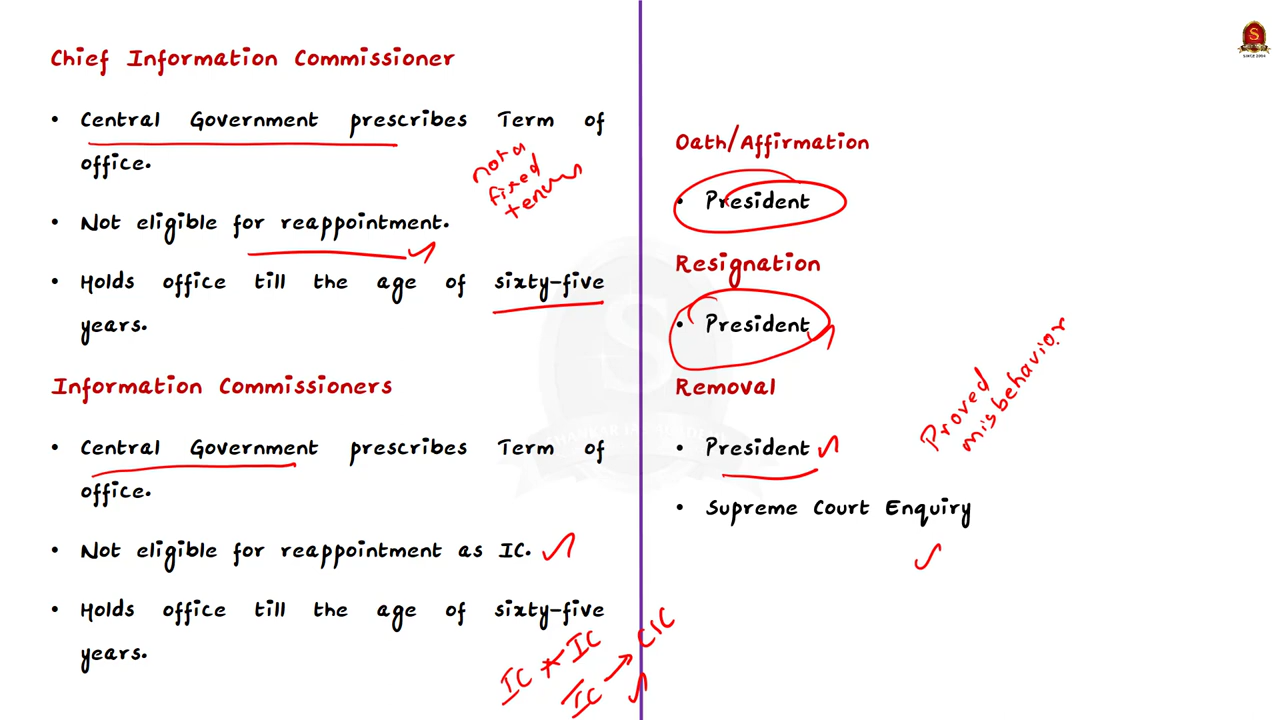 Chief Information Commissioner
• Central Government prescribes Term of
office.
not a
fixed
tenure
• Not eligible for reappointment.
• Holds office till the age of sixty-five
years.
Information Commissioners
• Central Government prescribes Term of
office.
• Not eligible for reappointment as IC.
• Holds office till the age of sixty-five
years.
IC IC
IC → CIC
Oath/Affirmation
• President
Resignation
• President
Removal
• President
• Supreme Court Enquiry
Proved
misbehavior
S
SINCE 2004